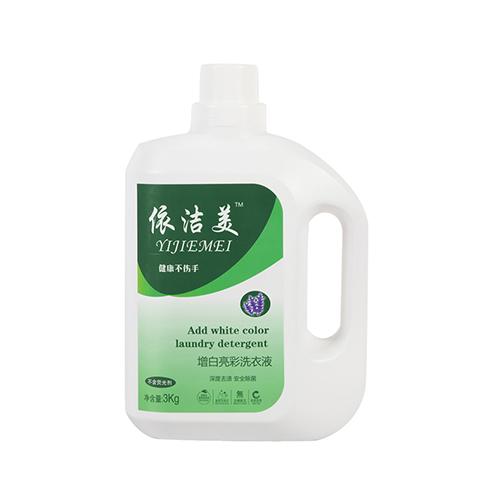 依洁美™
YIJIEMEI
健康不伤手
Add white color
laundry detergent
增白亮彩洗衣液
深度去渍 安全除菌
不含荧光剂
净含量:3Kg
無